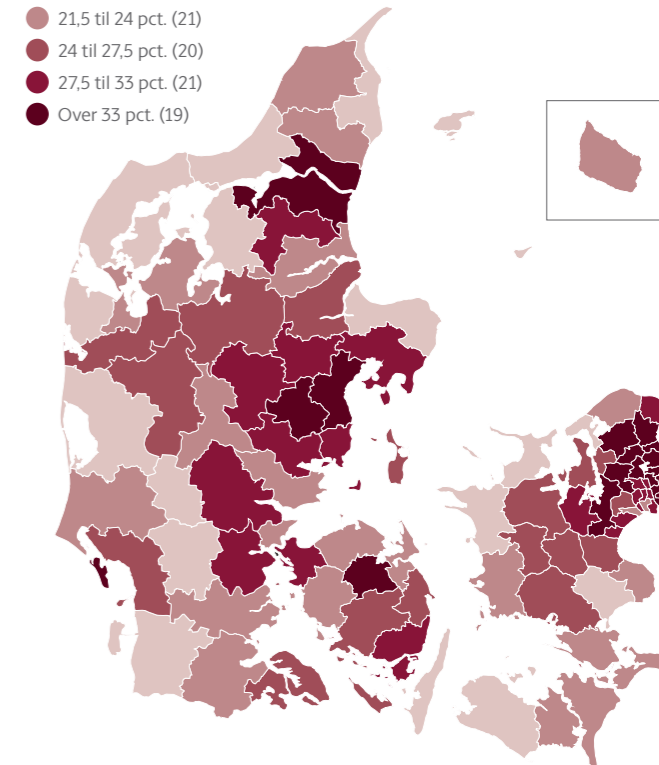 21,5 til 24 pct. (21)
24 til 27,5 pct. (20)
27,5 til 33 pct. (21)
Over 33 pct. (19)